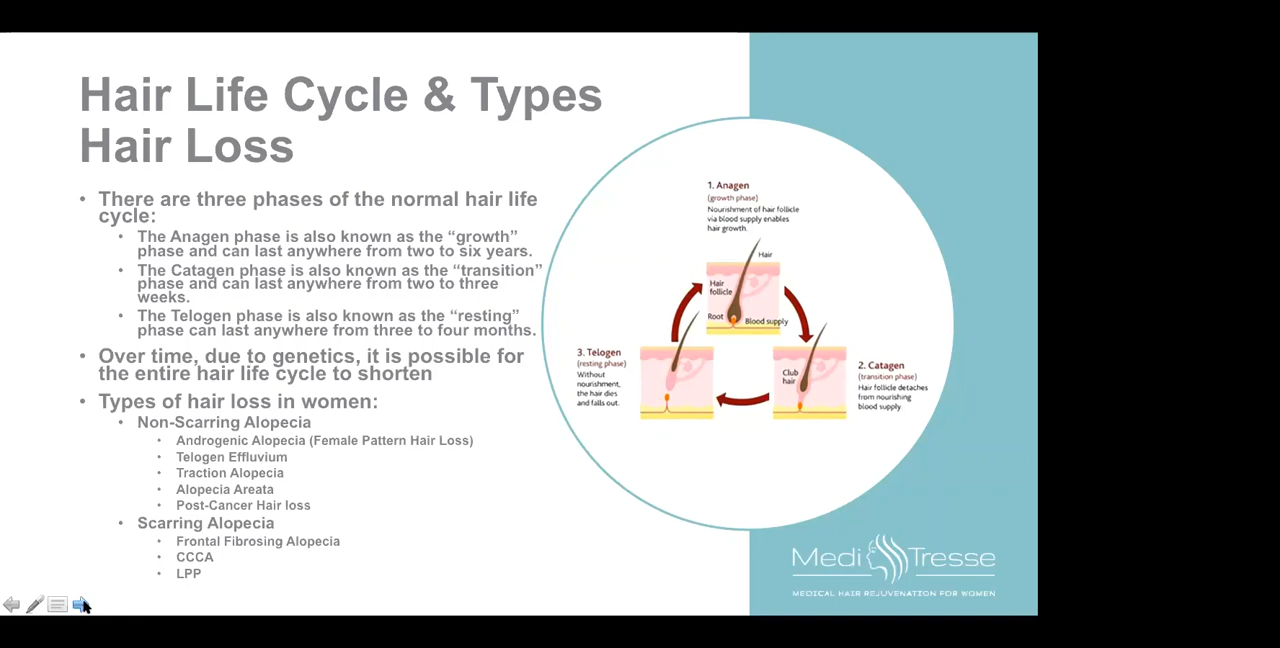 Hair Life Cycle & Types
Hair Loss
• There are three phases of the normal hair life
cycle:
• The Anagen phase is also known as the “growth”
phase and can last anywhere from two to six years.
• The Catagen phase is also known as the “transition”
phase and can last anywhere from two to three
weeks.
• The Telogen phase is also known as the “resting”
phase can last anywhere from three to four months.
• Over time, due to genetics, it is possible for
the entire hair life cycle to shorten
• Types of hair loss in women:
• Non-Scarring Alopecia
• Androgenic Alopecia (Female Pattern Hair Loss)
• Telogen Effluvium
• Traction Alopecia
• Alopecia Areata
• Post-Cancer Hair loss
• Scarring Alopecia
• Frontal Fibrosing Alopecia
• CCCA
• LPP
1. Anagen
(growth phase)
Nourishment of hair follicle
via blood supply enables
hair growth.
Hair
Hair
follicle
Root
Blood supply
2. Catagen
(transition phase)
Hair follicle detaches
from nourishing
blood supply
Club
hair
3. Telogen
(resting phase)
Without
nourishment,
the hair dies
and falls out.
Medi Tresse
MEDICAL HAIR REJUVENATION FOR WOMEN